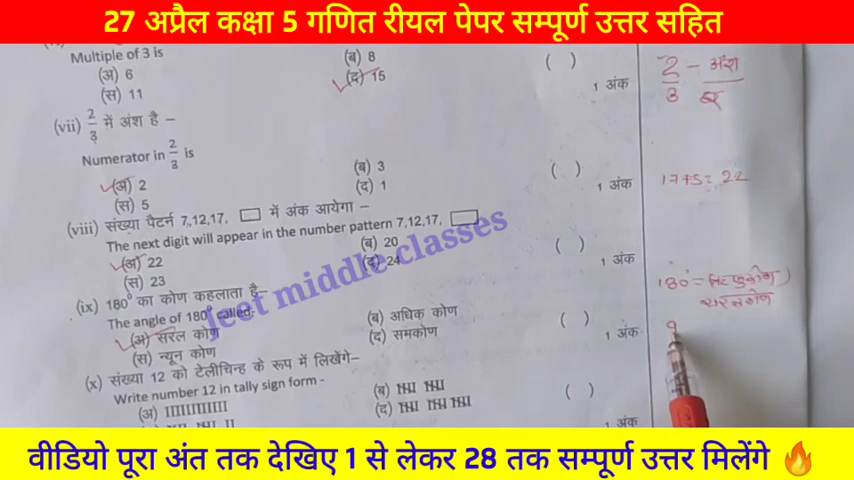 27 अप्रैल कक्षा 5 गणित रीयल पेपर सम्पूर्ण उत्तर सहित
Multiple of 3 is
(अ) 6 (ब) 8 ( )
(स) 11 (द) 15 1 अंक
2/3 – अंश
(vii) 2/3 में अंश है –
Numerator in 2/3 is
(अ) 2 (ब) 3 ( )
(स) 5 (द) 1 1 अंक
17+5= 22
(viii) संख्या पैटर्न 7,12,17, □ में अंक आयेगा –
The next digit will appear in the number pattern 7,12,17, □
(अ) 22 (ब) 20 ( )
(स) 23 (द) 24 1 अंक
(ix) 180° का कोण कहलाता है–
The angle of 180° called-
(अ) सरल कोण (ब) अधिक कोण ( )
(स) न्यून कोण (द) समकोण 1 अंक
180° =
सरलकोण
9
(x) संख्या 12 को टेलीचिन्ह के रूप में लिखेंगे–
Write number 12 in tally sign form -
(अ) IIIIIIIIIIII (ब) 𝍸 𝍸 ( )
(द) 𝍸 𝍸 𝍸 1 अंक
Jeet middle classes
वीडियो पूरा अंत तक देखिए 1 से लेकर 28 तक सम्पूर्ण उत्तर मिलेंगे 🔥